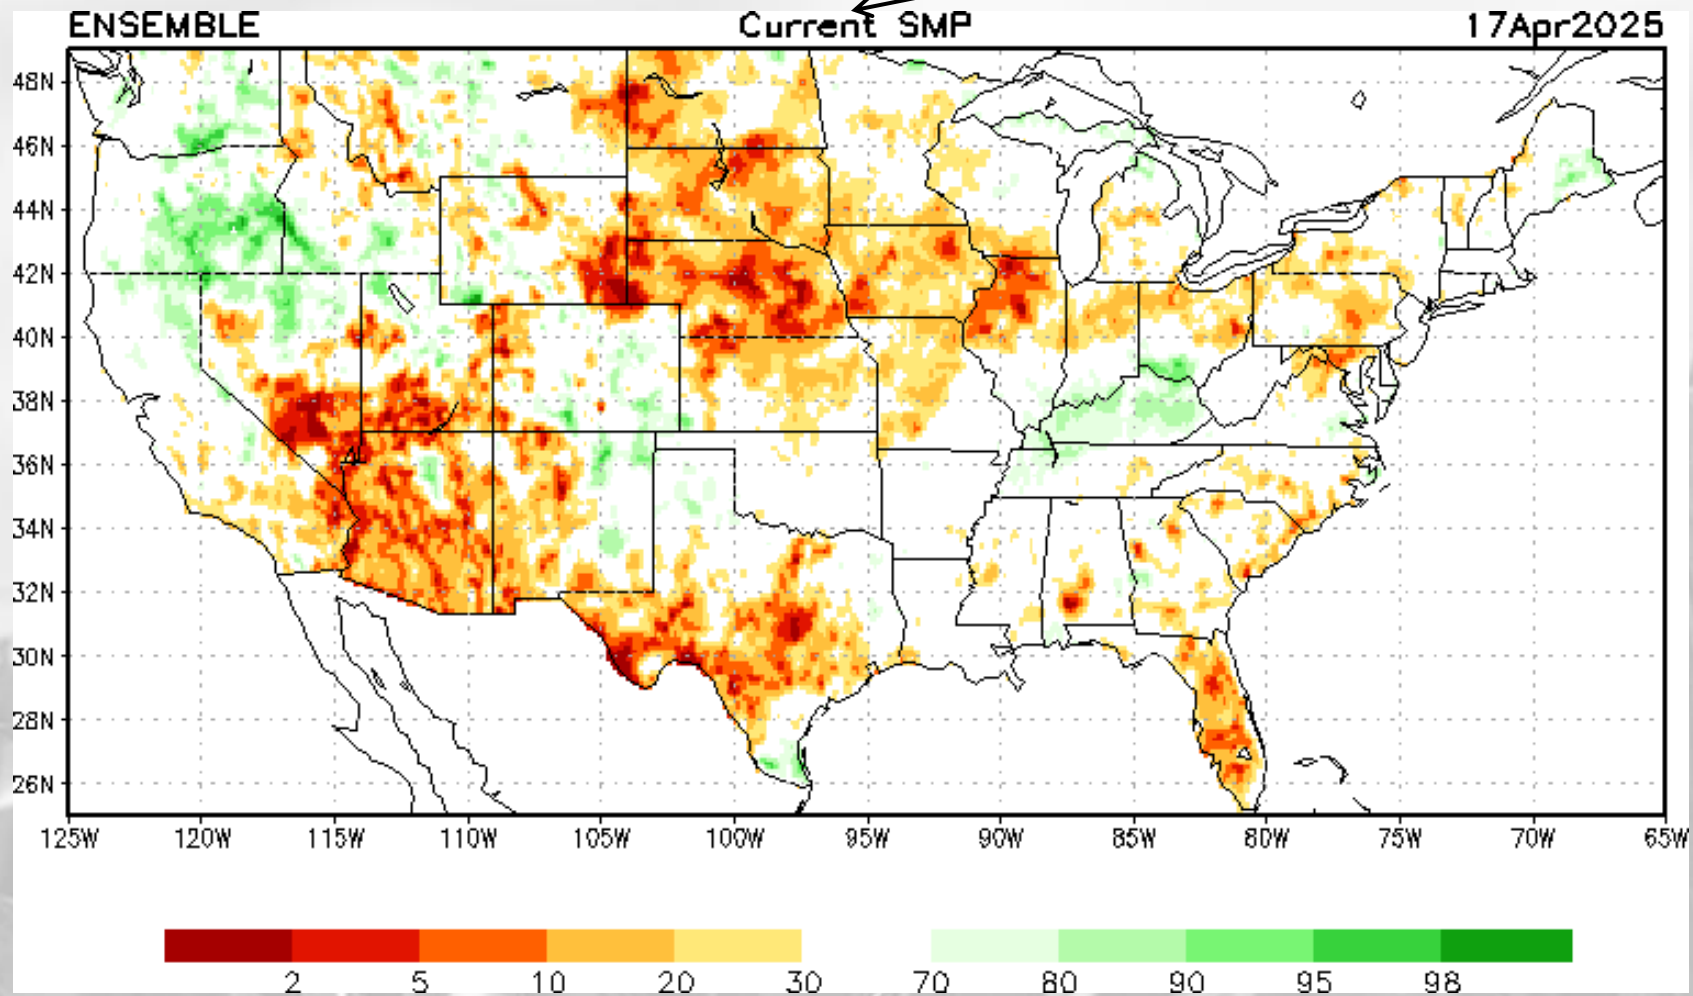 ENSEMBLE Current SMP 17Apr2025
48N
46N
44N
42N
40N
38N
36N
34N
32N
30N
28N
26N
125W 120W 115W 110W 105W 100W 95W 90W 85W 80W 75W 70W 65W
2 5 10 20 30 70 80 90 95 98